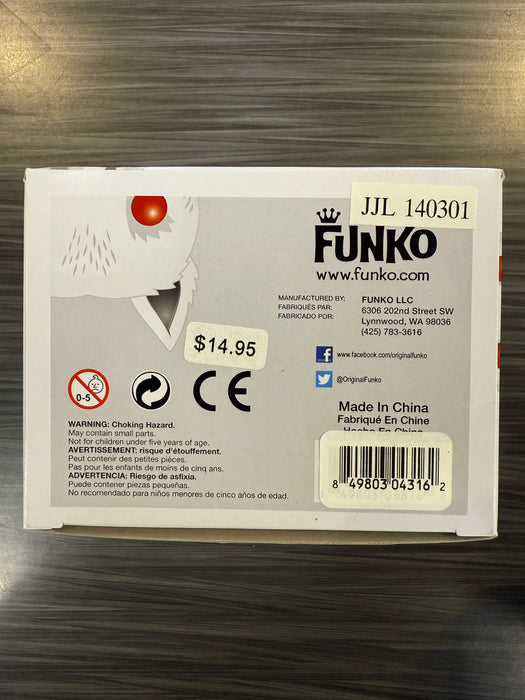 JJL 140301
FUNKO
www.funko.com
MANUFACTURED BY: FUNKO LLC
FABRIQUÉS PAR: 6306 202nd Street SW
FABRICADO POR: Lynnwood, WA 98036
(425) 783-3616
www.facebook.com/originalfunko
@OriginalFunko
$14.95
0-5
CE
Made In China
Fabriqué En Chine
Hecho En China
WARNING: Choking Hazard.
May contain small parts.
Not for children under five years of age.
AVERTISSEMENT: risque d'étouffement.
Peut contenir des petites pièces.
Pas pour les enfants de moins de cinq ans.
ADVERTENCIA: Riesgo de asfixia.
Puede contener piezas pequeñas.
No recomendado para niños menores de cinco años de edad.
8 49803 04316 2